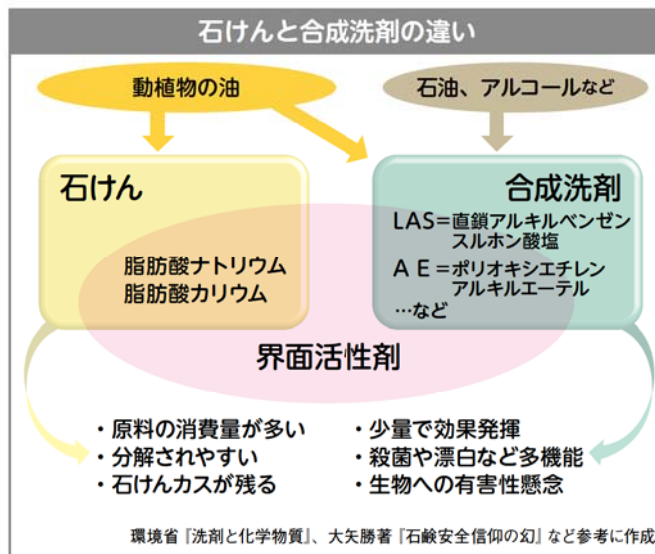 石けんと合成洗剤の違い
動植物の油
石油、アルコールなど
石けん
脂肪酸ナトリウム
脂肪酸カリウム
合成洗剤
LAS=直鎖アルキルベンゼン
スルホン酸塩
AE=ポリオキシエチレン
アルキルエーテル
…など
界面活性剤
・原料の消費量が多い
・分解されやすい
・石けんカスが残る
・少量で効果発揮
・殺菌や漂白など多機能
・生物への有害性懸念
環境省『洗剤と化学物質』、大矢勝著『石鹸安全信仰の幻』など参考に作成